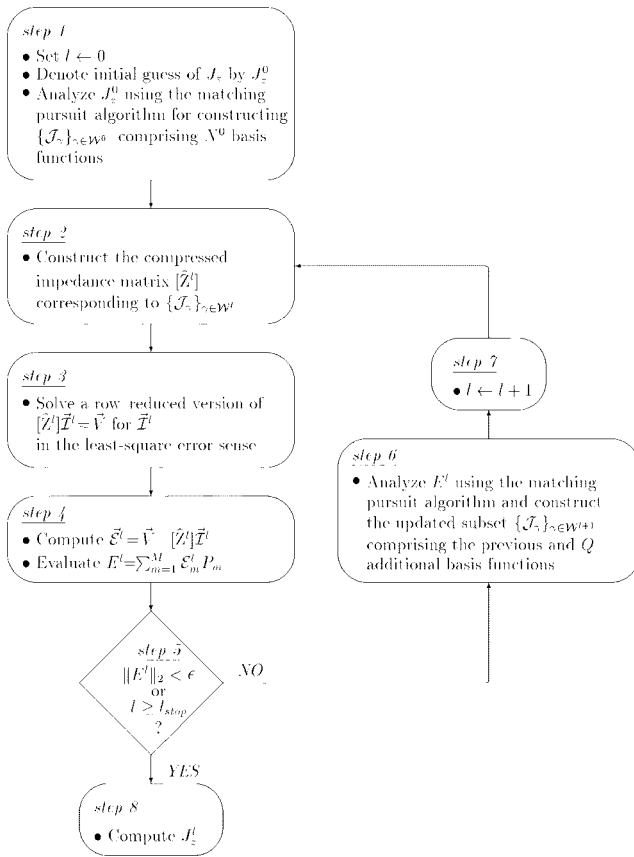 step 1
• Set l ← 0
• Denote initial guess of J_z by J_z^0
• Analyze J_z^0 using the matching
pursuit algorithm for constructing
{𝒥_γ}_{γ∈𝒲^0} comprising N^0 basis
functions
step 2
• Construct the compressed
impedance matrix [Ẑ^l]
corresponding to {𝒥_γ}_{γ∈𝒲^l}
step 3
• Solve a row reduced version of
[Ẑ^l]ℐ⃗^l = V⃗ for ℐ⃗^l
in the least-square error sense
step 4
• Compute ℰ⃗^l = V⃗ [Ẑ^l]ℐ⃗^l
• Evaluate E^l = ∑_{m=1}^M ℰ_m^l P_m
step 5
‖E^l‖_2 < ϵ
or
l ≥ l_{stop}
?
NO
YES
step 8
• Compute J_z^l
step 6
• Analyze E^l using the matching
pursuit algorithm and construct
the updated subset {𝒥_γ}_{γ∈𝒲^{l+1}}
comprising the previous and Q
additional basis functions
step 7
• l ← l + 1